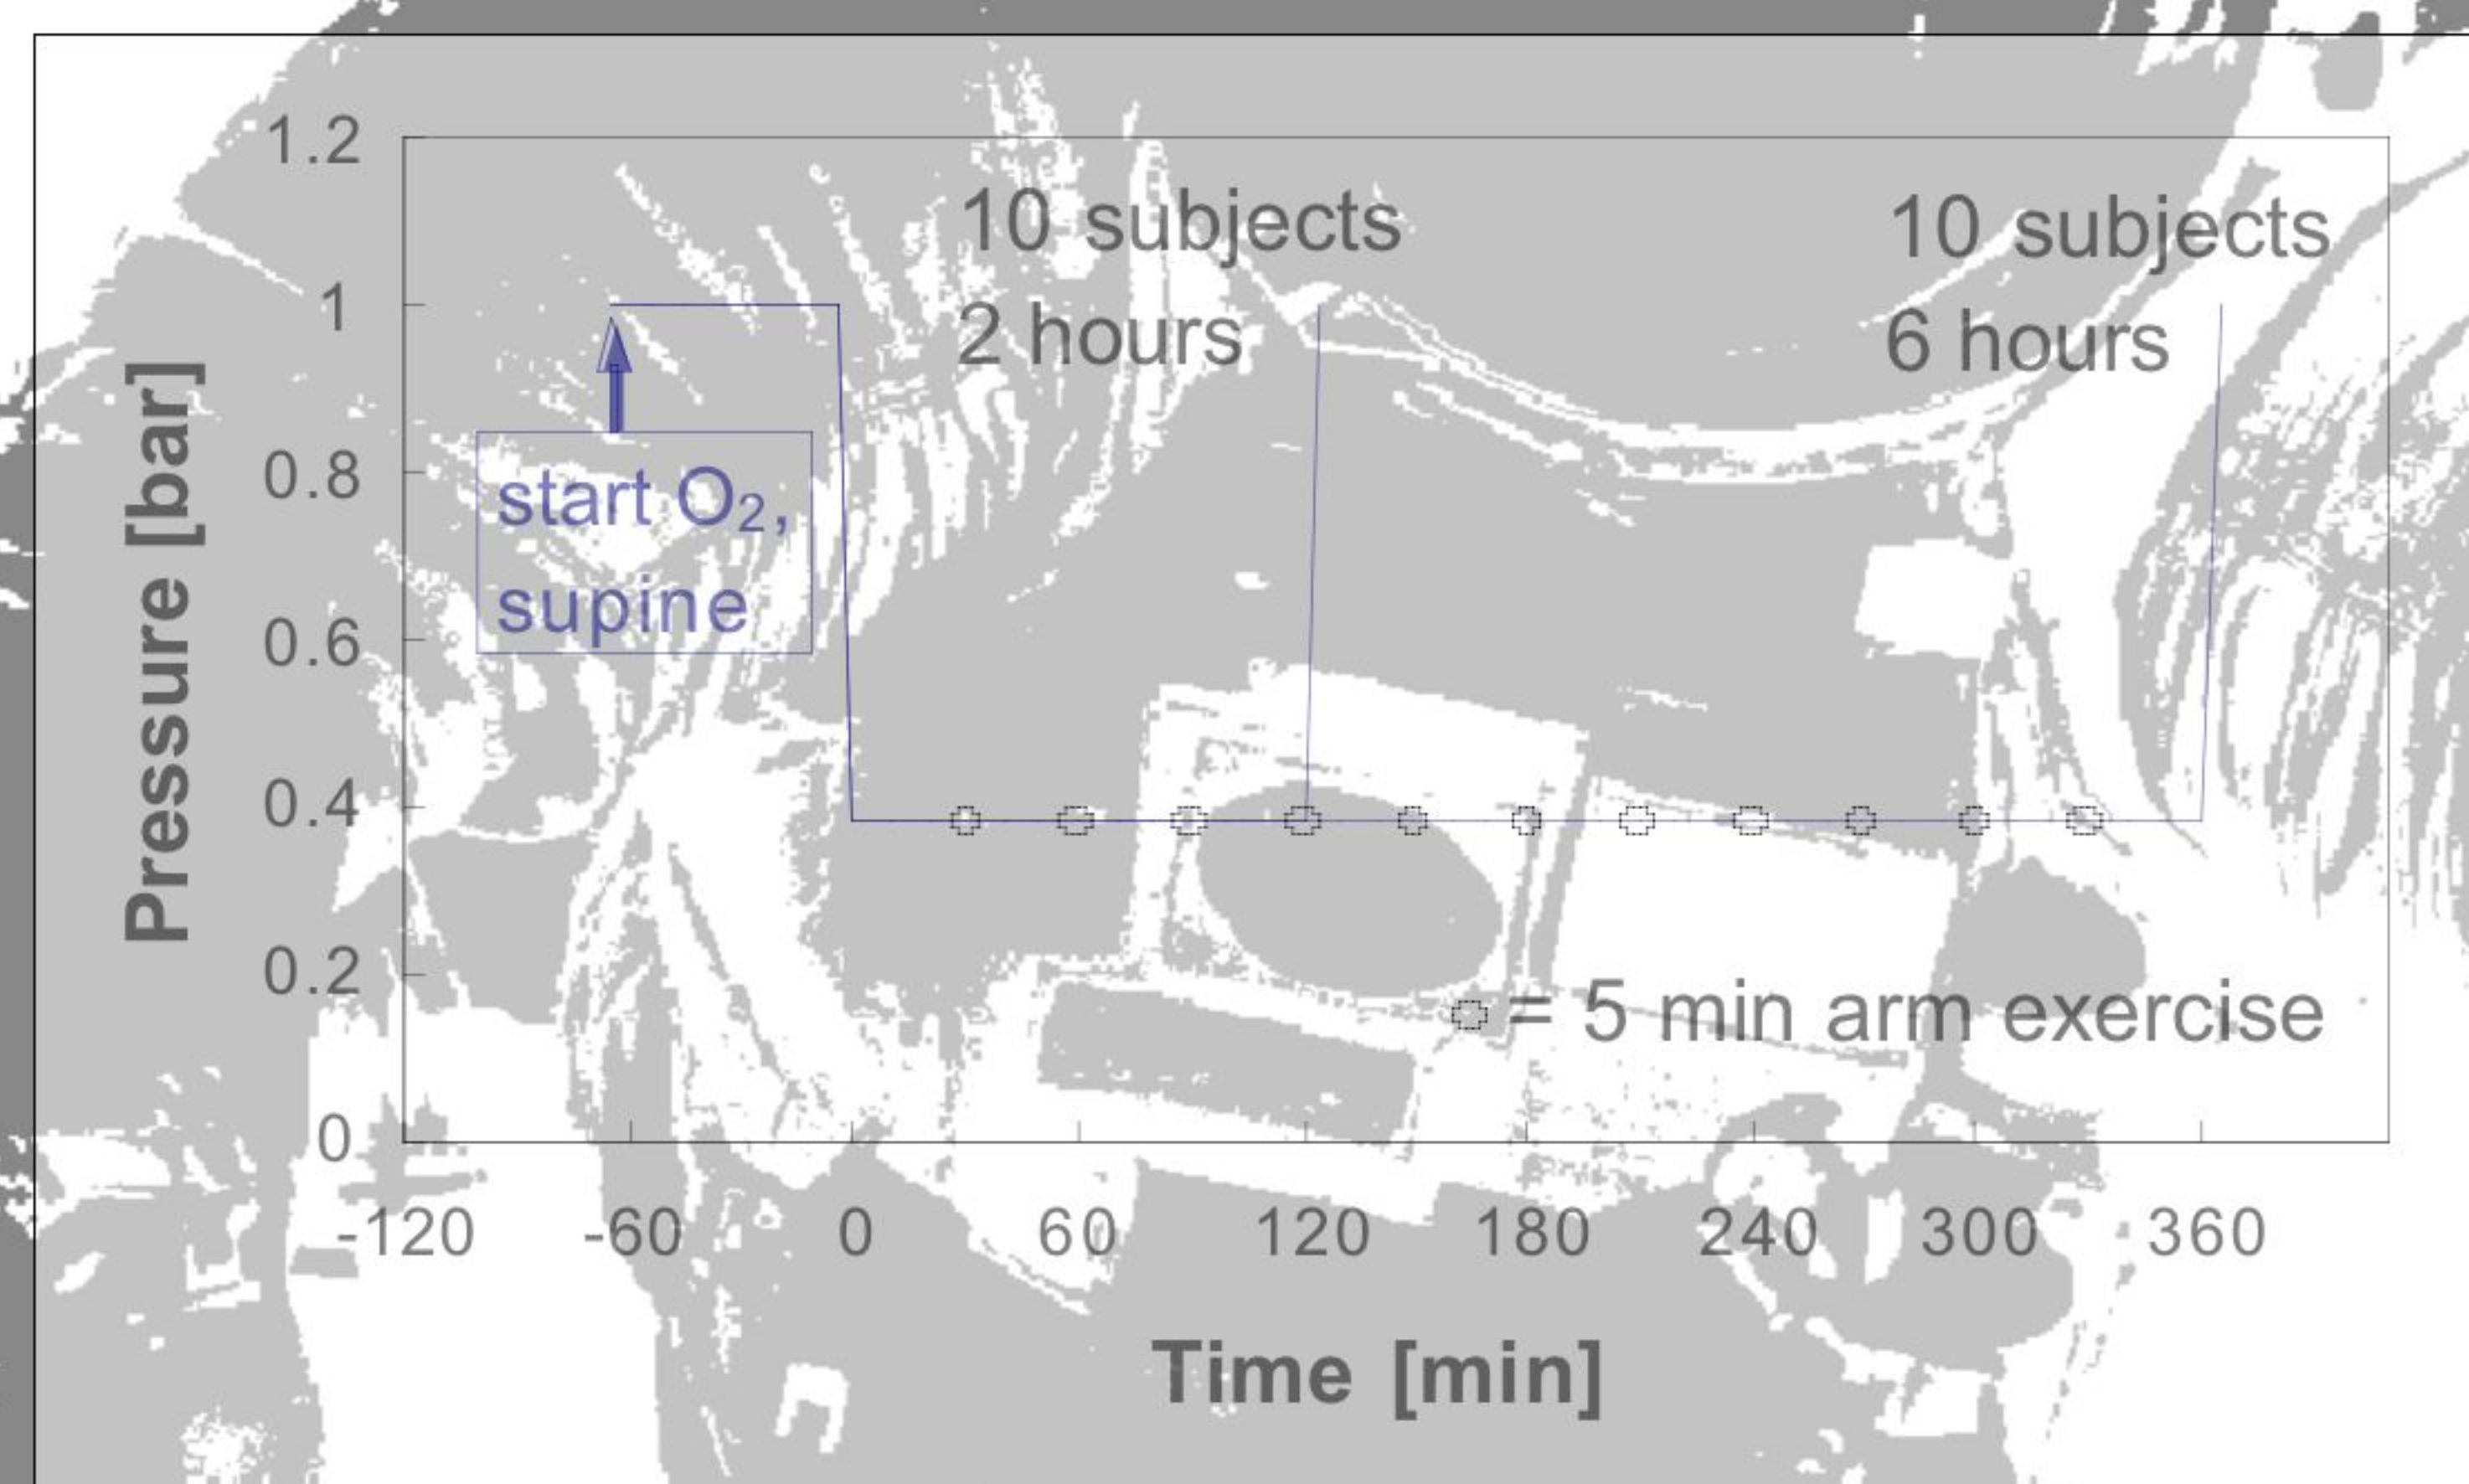 1.2
10 subjects
10 subjects
1
2 hours
6 hours
Pressure [bar]
0.8
start O₂,
supine
0.6
0.4
0.2
= 5 min arm exercise
0
-120 -60 0 60 120 180 240 300 360
Time [min]